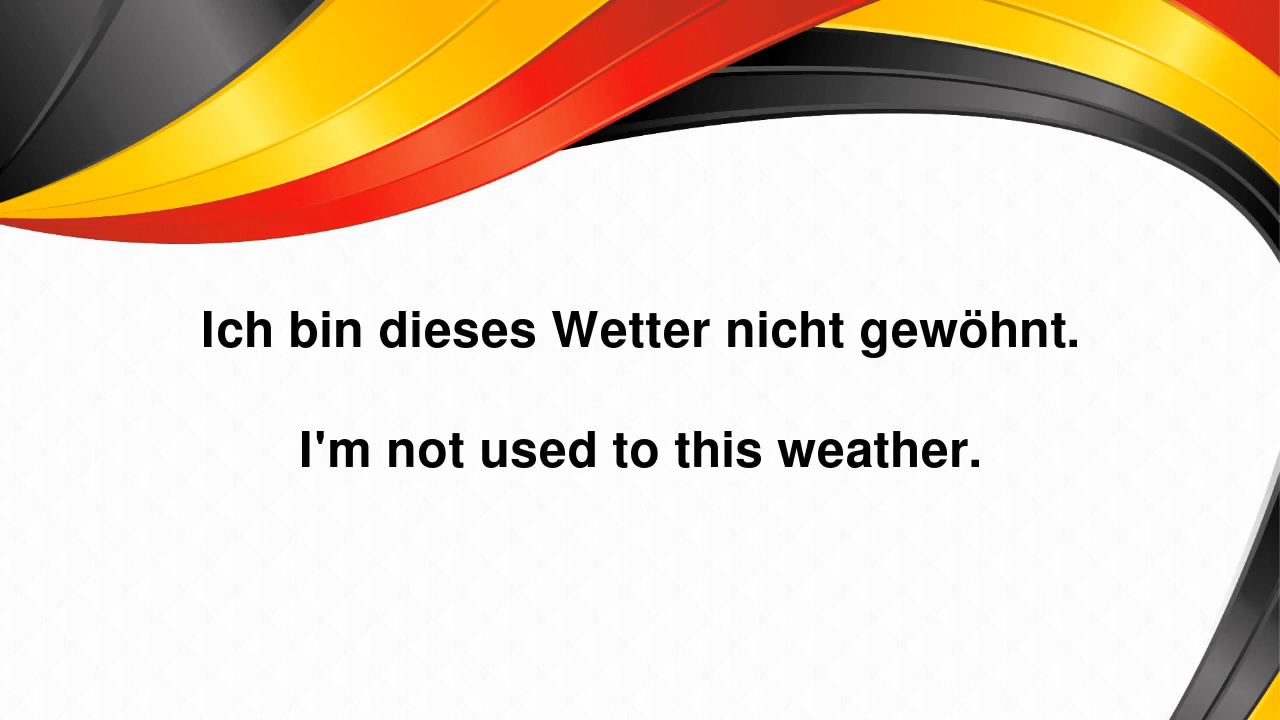 Ich bin dieses Wetter nicht gewöhnt.
I'm not used to this weather.